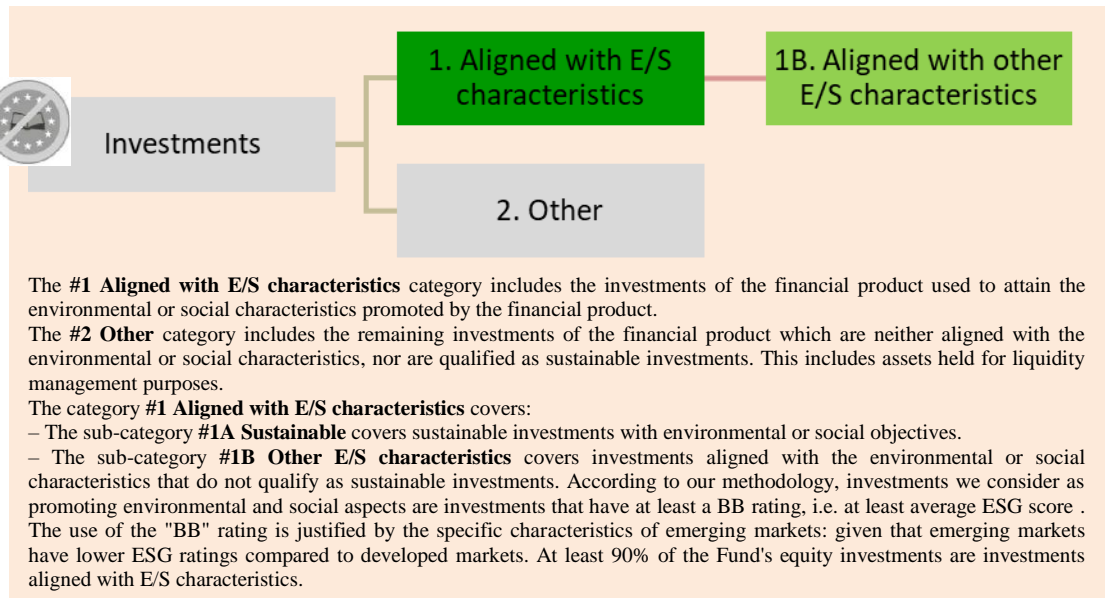 1. Aligned with E/S
characteristics
1B. Aligned with other
E/S characteristics
Investments
2. Other
The #1 Aligned with E/S characteristics category includes the investments of the financial product used to attain the
environmental or social characteristics promoted by the financial product.
The #2 Other category includes the remaining investments of the financial product which are neither aligned with the
environmental or social characteristics, nor are qualified as sustainable investments. This includes assets held for liquidity
management purposes.
The category #1 Aligned with E/S characteristics covers:
– The sub-category #1A Sustainable covers sustainable investments with environmental or social objectives.
– The sub-category #1B Other E/S characteristics covers investments aligned with the environmental or social
characteristics that do not qualify as sustainable investments. According to our methodology, investments we consider as
promoting environmental and social aspects are investments that have at least a BB rating, i.e. at least average ESG score .
The use of the "BB" rating is justified by the specific characteristics of emerging markets: given that emerging markets
have lower ESG ratings compared to developed markets. At least 90% of the Fund's equity investments are investments
aligned with E/S characteristics.